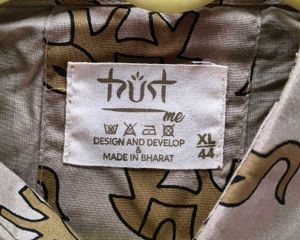 trust
me
DESIGN AND DEVELOP
&
MADE IN BHARAT
XL
44